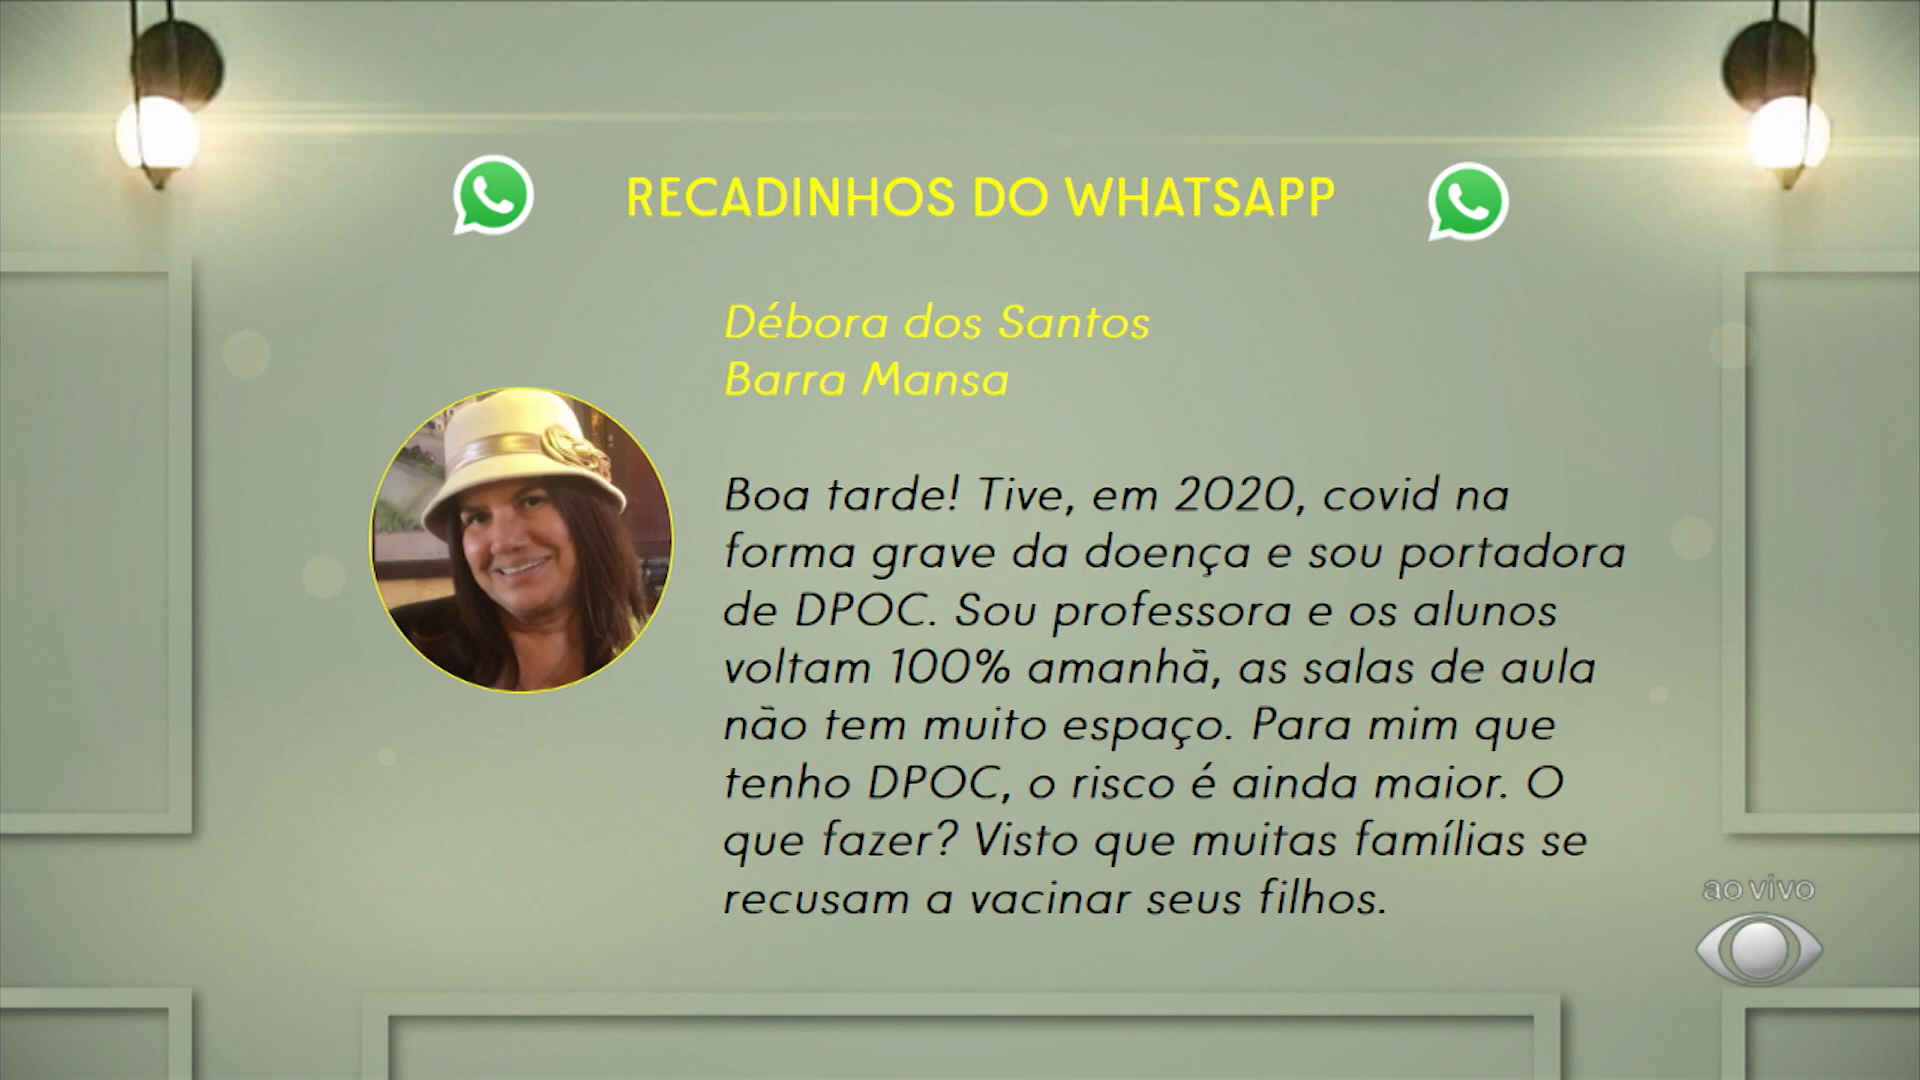 RECADINHOS DO WHATSAPP
Débora dos Santos
Barra Mansa
Boa tarde! Tive, em 2020, covid na
forma grave da doença e sou portadora
de DPOC. Sou professora e os alunos
voltam 100% amanhã, as salas de aula
não tem muito espaço. Para mim que
tenho DPOC, o risco é ainda maior. O
que fazer? Visto que muitas famílias se
recusam a vacinar seus filhos.
ao vivo